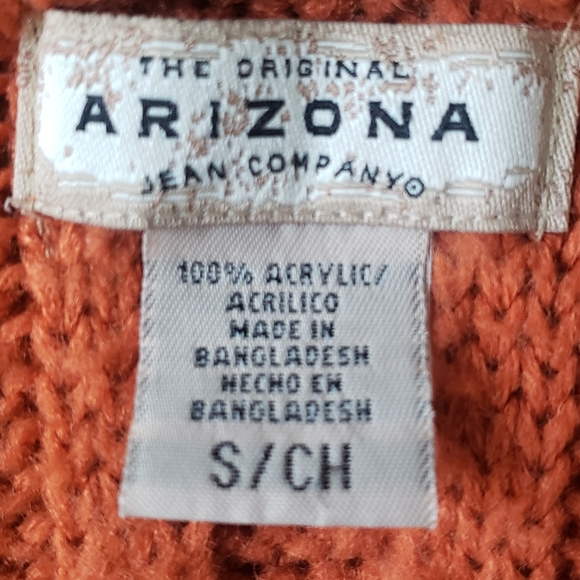 THE ORIGINAL
ARIZONA
JEAN COMPANY®
100% ACRYLIC/
ACRILICO
MADE IN
BANGLADESH
HECHO EN
BANGLADESH
S/CH